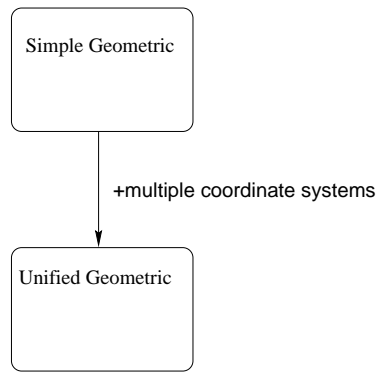 Simple Geometric
+multiple coordinate systems
Unified Geometric